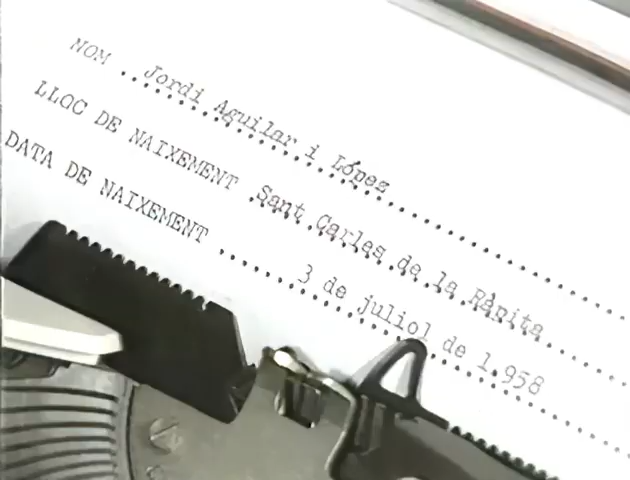 NOM ..Jordi Aguilar i López
LLOC DE NAIXEMENT Sant Carles de la Ràpita
DATA DE NAIXEMENT ...... 3 de juliol de 1.958